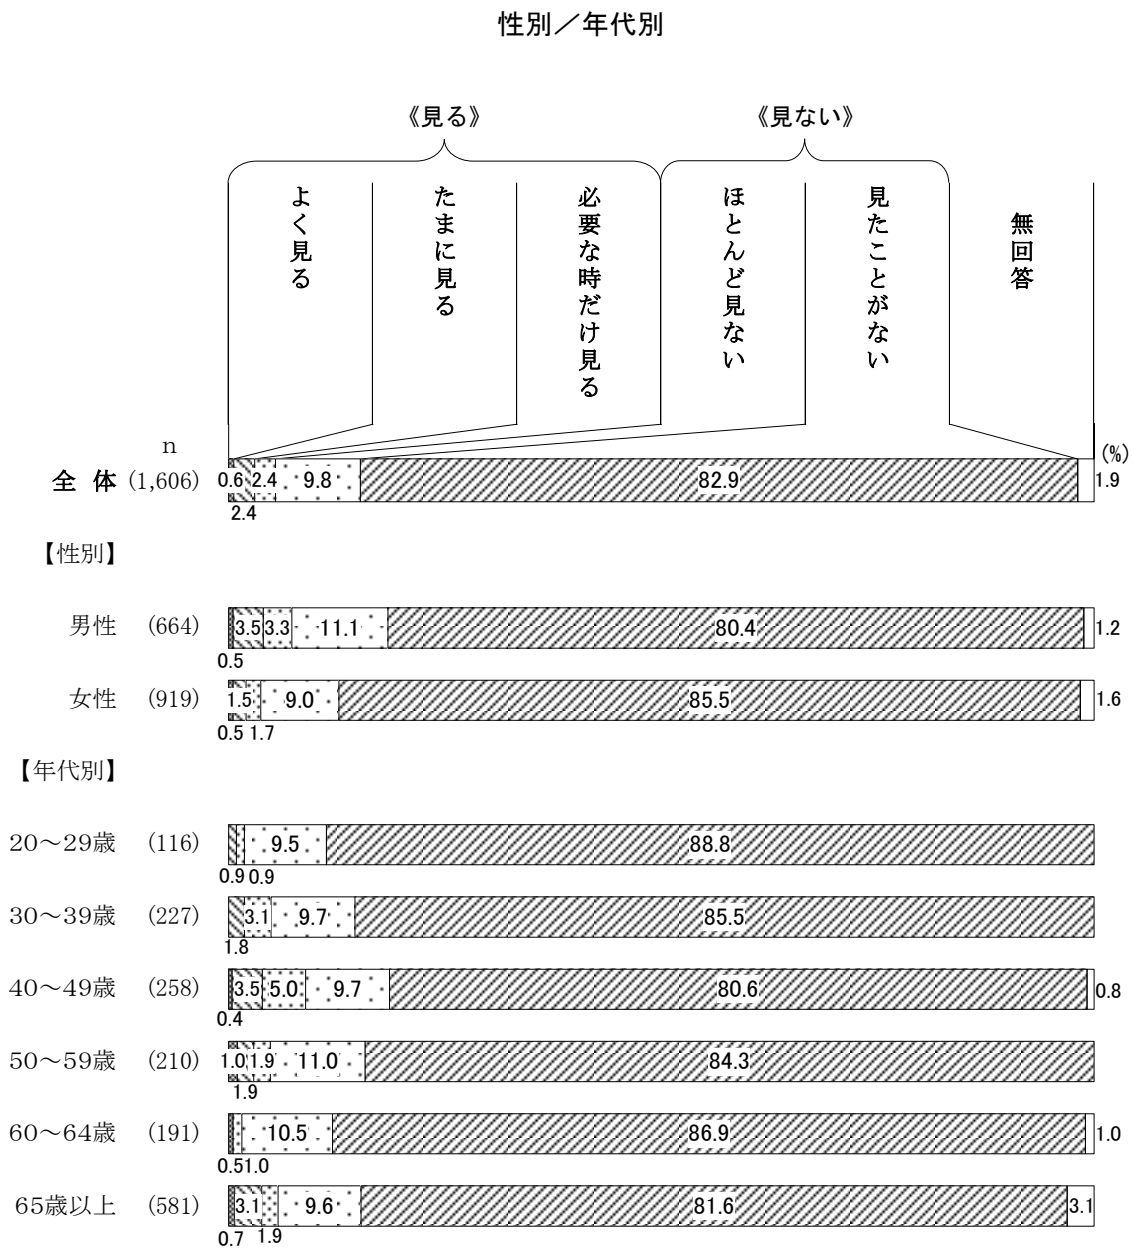 性別／年代別
《見る》 《見ない》
よく見る
たまに見る
必要な時だけ見る
ほとんど見ない
見たことがない
無回答
n
(%)
全 体 (1,606) 0.6 2.4 9.8 82.9 1.9
2.4
【性別】
男性 (664) 3.5 3.3 11.1 80.4 1.2
0.5
女性 (919) 1.5 9.0 85.5 1.6
0.5 1.7
【年代別】
20～29歳 (116) 9.5 88.8
0.9 0.9
30～39歳 (227) 3.1 9.7 85.5
1.8
40～49歳 (258) 3.5 5.0 9.7 80.6 0.8
0.4
50～59歳 (210) 1.0 1.9 11.0 84.3
1.9
60～64歳 (191) 10.5 86.9 1.0
0.5 1.0
65歳以上 (581) 3.1 9.6 81.6 3.1
0.7 1.9